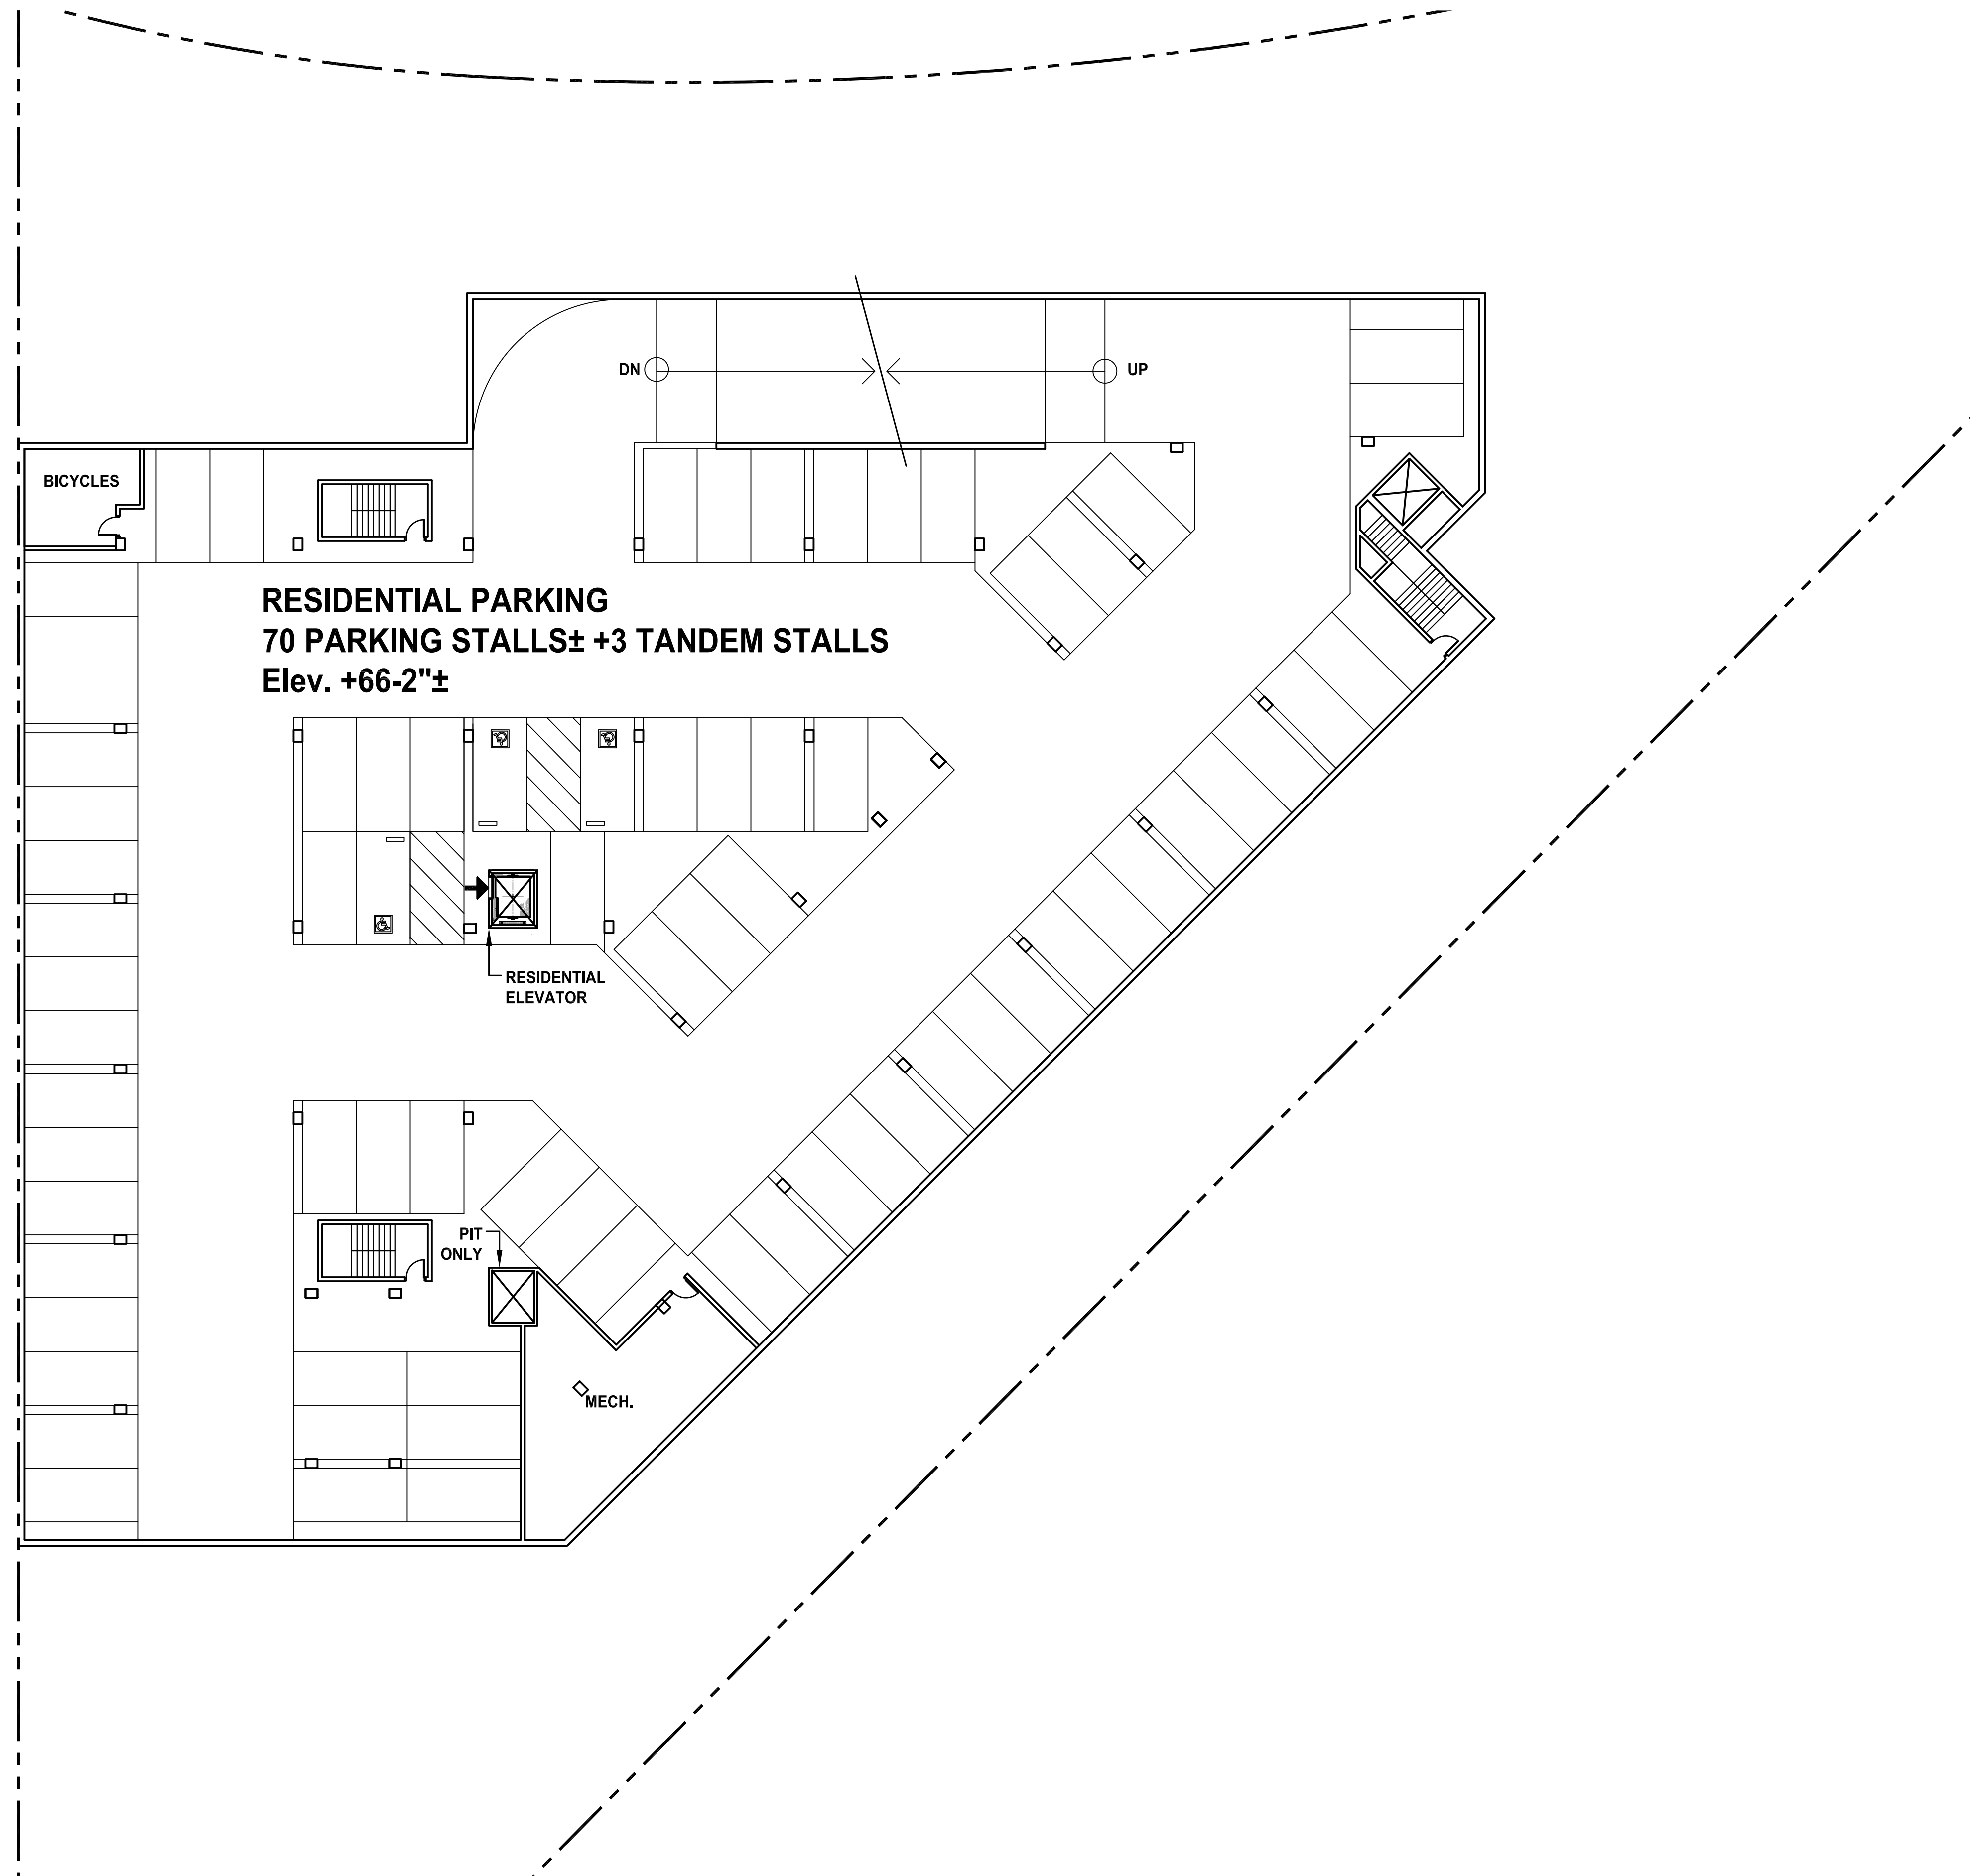 DN
UP
BICYCLES
RESIDENTIAL PARKING
70 PARKING STALLS± +3 TANDEM STALLS
Elev. +66-2"±
RESIDENTIAL
ELEVATOR
PIT
ONLY
MECH.